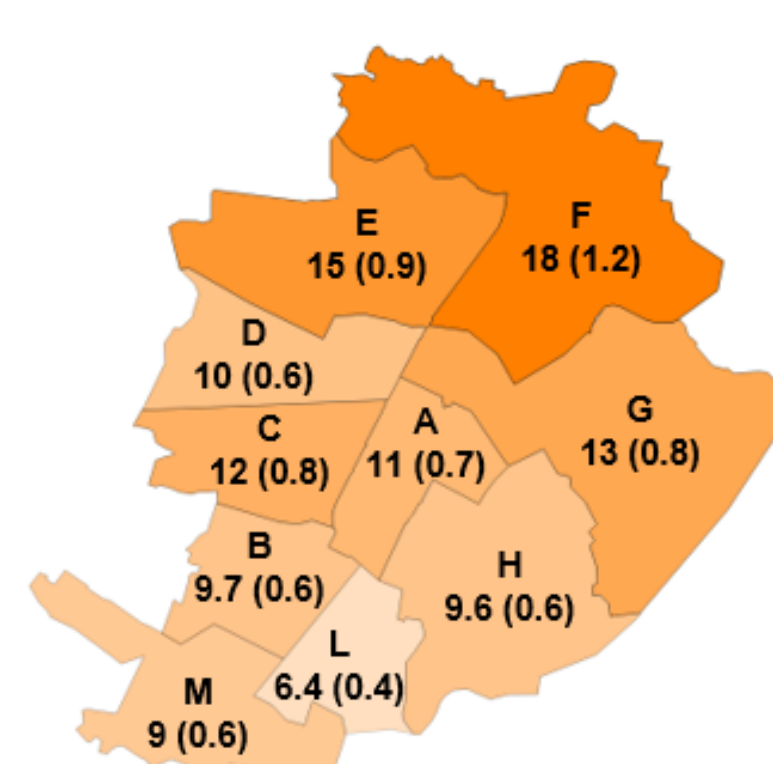 F
18 (1.2)
E
15 (0.9)
D
10 (0.6)
G
13 (0.8)
A
11 (0.7)
C
12 (0.8)
B
9.7 (0.6)
H
9.6 (0.6)
L
6.4 (0.4)
M
9 (0.6)